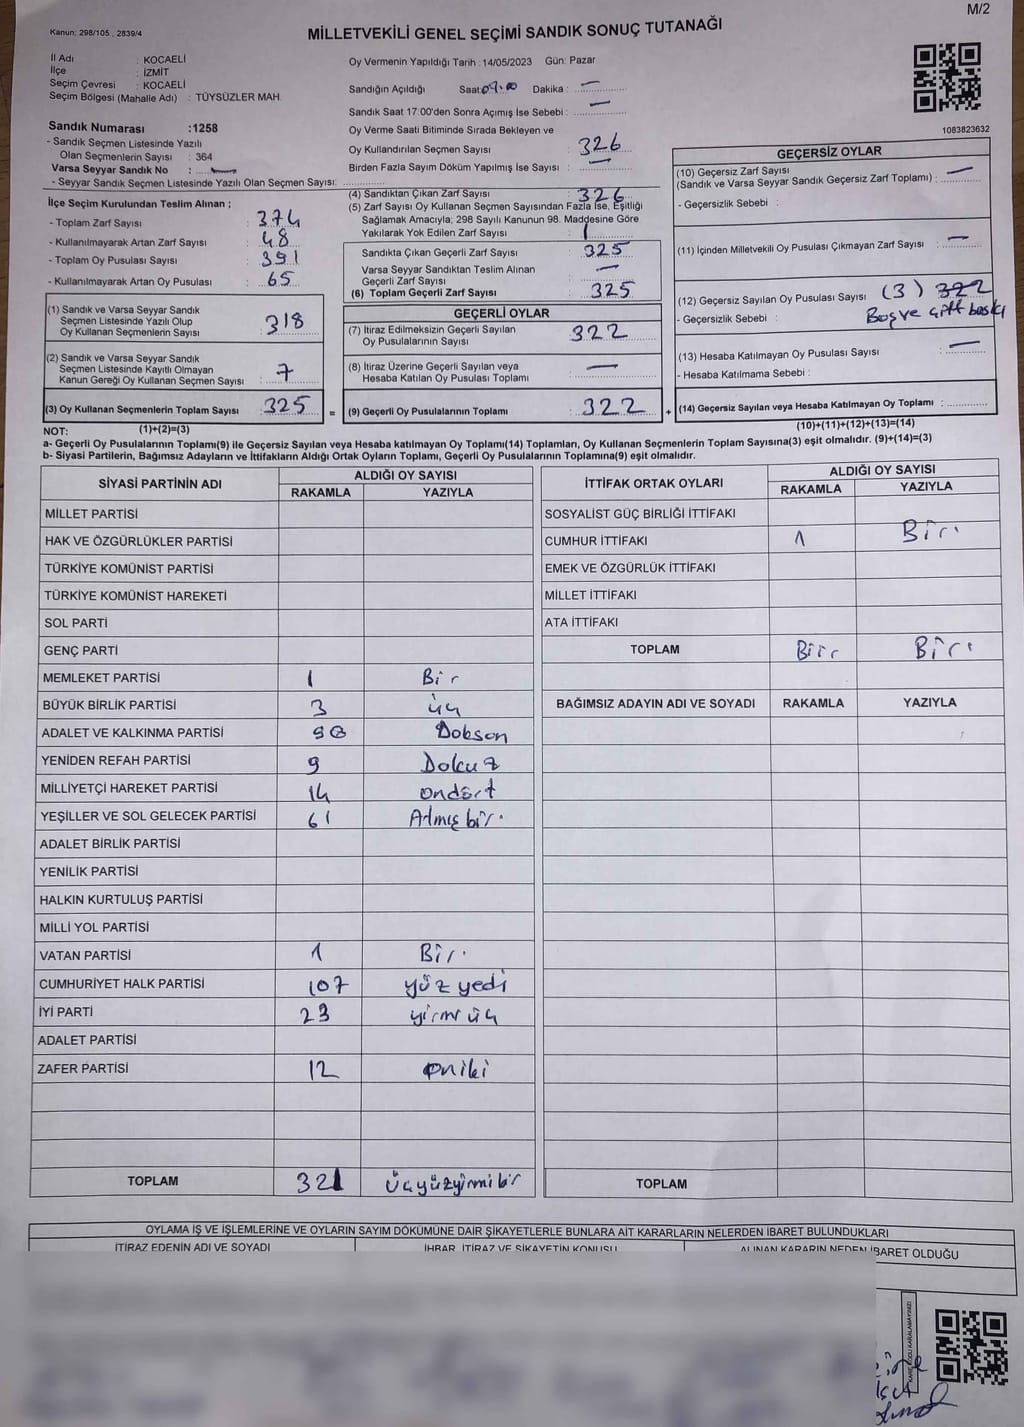 M/2
Kanun: 298/105 , 2839/4
MİLLETVEKİLİ GENEL SEÇİMİ SANDIK SONUÇ TUTANAĞI
İl Adı : KOCAELİ
İlçe : İZMİT
Seçim Çevresi : KOCAELİ
Seçim Bölgesi (Mahalle Adı) : TÜYSÜZLER MAH.
Sandık Numarası :1258
- Sandık Seçmen Listesinde Yazılı
Olan Seçmenlerin Sayısı : 364
Varsa Seyyar Sandık No : —
- Seyyar Sandık Seçmen Listesinde Yazılı Olan Seçmen Sayısı:
Oy Vermenin Yapıldığı Tarih :14/05/2023 Gün: Pazar
Sandığın Açıldığı Saat: 09.00 Dakika : —
Sandık Saat 17:00'den Sonra Açımış İse Sebebi : —
Oy Verme Saati Bitiminde Sırada Bekleyen ve
Oy Kullandırılan Seçmen Sayısı : 326
Birden Fazla Sayım Döküm Yapılmış İse Sayısı : —
(4) Sandıktan Çıkan Zarf Sayısı : 326
(5) Zarf Sayısı Oy Kullanan Seçmen Sayısından Fazla İse, Eşitliği
Sağlamak Amacıyla; 298 Sayılı Kanunun 98. Maddesine Göre
Yakılarak Yok Edilen Zarf Sayısı : 1
Sandıkta Çıkan Geçerli Zarf Sayısı : 325
Varsa Seyyar Sandıktan Teslim Alınan
Geçerli Zarf Sayısı : —
(6) Toplam Geçerli Zarf Sayısı : 325
İlçe Seçim Kurulundan Teslim Alınan ;
- Toplam Zarf Sayısı : 374
- Kullanılmayarak Artan Zarf Sayısı : 48
- Toplam Oy Pusulası Sayısı : 391
- Kullanılmayarak Artan Oy Pusulası : 65
(1) Sandık ve Varsa Seyyar Sandık
Seçmen Listesinde Yazılı Olup
Oy Kullanan Seçmenlerin Sayısı : 318
(2) Sandık ve Varsa Seyyar Sandık
Seçmen Listesinde Kayıtlı Olmayan
Kanun Gereği Oy Kullanan Seçmen Sayısı : 7
(3) Oy Kullanan Seçmenlerin Toplam Sayısı : 325 =
GEÇERLİ OYLAR
(7) İtiraz Edilmeksizin Geçerli Sayılan
Oy Pusulalarının Sayısı : 322
(8) İtiraz Üzerine Geçerli Sayılan veya
Hesaba Katılan Oy Pusulası Toplamı : —
(9) Geçerli Oy Pusulalarının Toplamı : 322 +
1083823632
GEÇERSİZ OYLAR
(10) Geçersiz Zarf Sayısı
(Sandık ve Varsa Seyyar Sandık Geçersiz Zarf Toplamı) : —
- Geçersizlik Sebebi :
(11) İçinden Milletvekili Oy Pusulası Çıkmayan Zarf Sayısı : —
(12) Geçersiz Sayılan Oy Pusulası Sayısı (3) 322
- Geçersizlik Sebebi : Boş ve çift baskı
(13) Hesaba Katılmayan Oy Pusulası Sayısı : —
- Hesaba Katılmama Sebebi :
(14) Geçersiz Sayılan veya Hesaba Katılmayan Oy Toplamı :
NOT: (1)+(2)=(3) (10)+(11)+(12)+(13)=(14)
a- Geçerli Oy Pusulalarının Toplamı(9) ile Geçersiz Sayılan veya Hesaba katılmayan Oy Toplamı(14) Toplamları, Oy Kullanan Seçmenlerin Toplam Sayısına(3) eşit olmalıdır. (9)+(14)=(3)
b- Siyasi Partilerin, Bağımsız Adayların ve İttifakların Aldığı Ortak Oyların Toplamı, Geçerli Oy Pusulalarının Toplamına(9) eşit olmalıdır.
SİYASİ PARTİNİN ADI ALDIĞI OY SAYISI
RAKAMLA YAZIYLA
MİLLET PARTİSİ
HAK VE ÖZGÜRLÜKLER PARTİSİ
TÜRKİYE KOMÜNİST PARTİSİ
TÜRKİYE KOMÜNİST HAREKETİ
SOL PARTİ
GENÇ PARTİ
MEMLEKET PARTİSİ 1 Bir
BÜYÜK BİRLİK PARTİSİ 3 üç
ADALET VE KALKINMA PARTİSİ 90 Dokson
YENİDEN REFAH PARTİSİ 9 Dokuz
MİLLİYETÇİ HAREKET PARTİSİ 14 ondört
YEŞİLLER VE SOL GELECEK PARTİSİ 61 Atmış bir
ADALET BİRLİK PARTİSİ
YENİLİK PARTİSİ
HALKIN KURTULUŞ PARTİSİ
MİLLİ YOL PARTİSİ
VATAN PARTİSİ 1 Bir
CUMHURİYET HALK PARTİSİ 107 yüz yedi
İYİ PARTİ 23 yirmi üç
ADALET PARTİSİ
ZAFER PARTİSİ 12 oniki
TOPLAM 321 üçyüzyirmibir
İTTİFAK ORTAK OYLARI ALDIĞI OY SAYISI
RAKAMLA YAZIYLA
SOSYALİST GÜÇ BİRLİĞİ İTTİFAKI
CUMHUR İTTİFAKI 1 Bir
EMEK VE ÖZGÜRLÜK İTTİFAKI
MİLLET İTTİFAKI
ATA İTTİFAKI
TOPLAM Bir Bir
BAĞIMSIZ ADAYIN ADI VE SOYADI RAKAMLA YAZIYLA
TOPLAM
OYLAMA İŞ VE İŞLEMLERİNE VE OYLARIN SAYIM DÖKÜMÜNE DAİR ŞİKAYETLERLE BUNLARA AİT KARARLARIN NELERDEN İBARET BULUNDUKLARI
İTİRAZ EDENİN ADI VE SOYADI İHBAR, İTİRAZ VE ŞİKAYETİN KONUSU ALINAN KARARIN NEDEN İBARET OLDUĞU